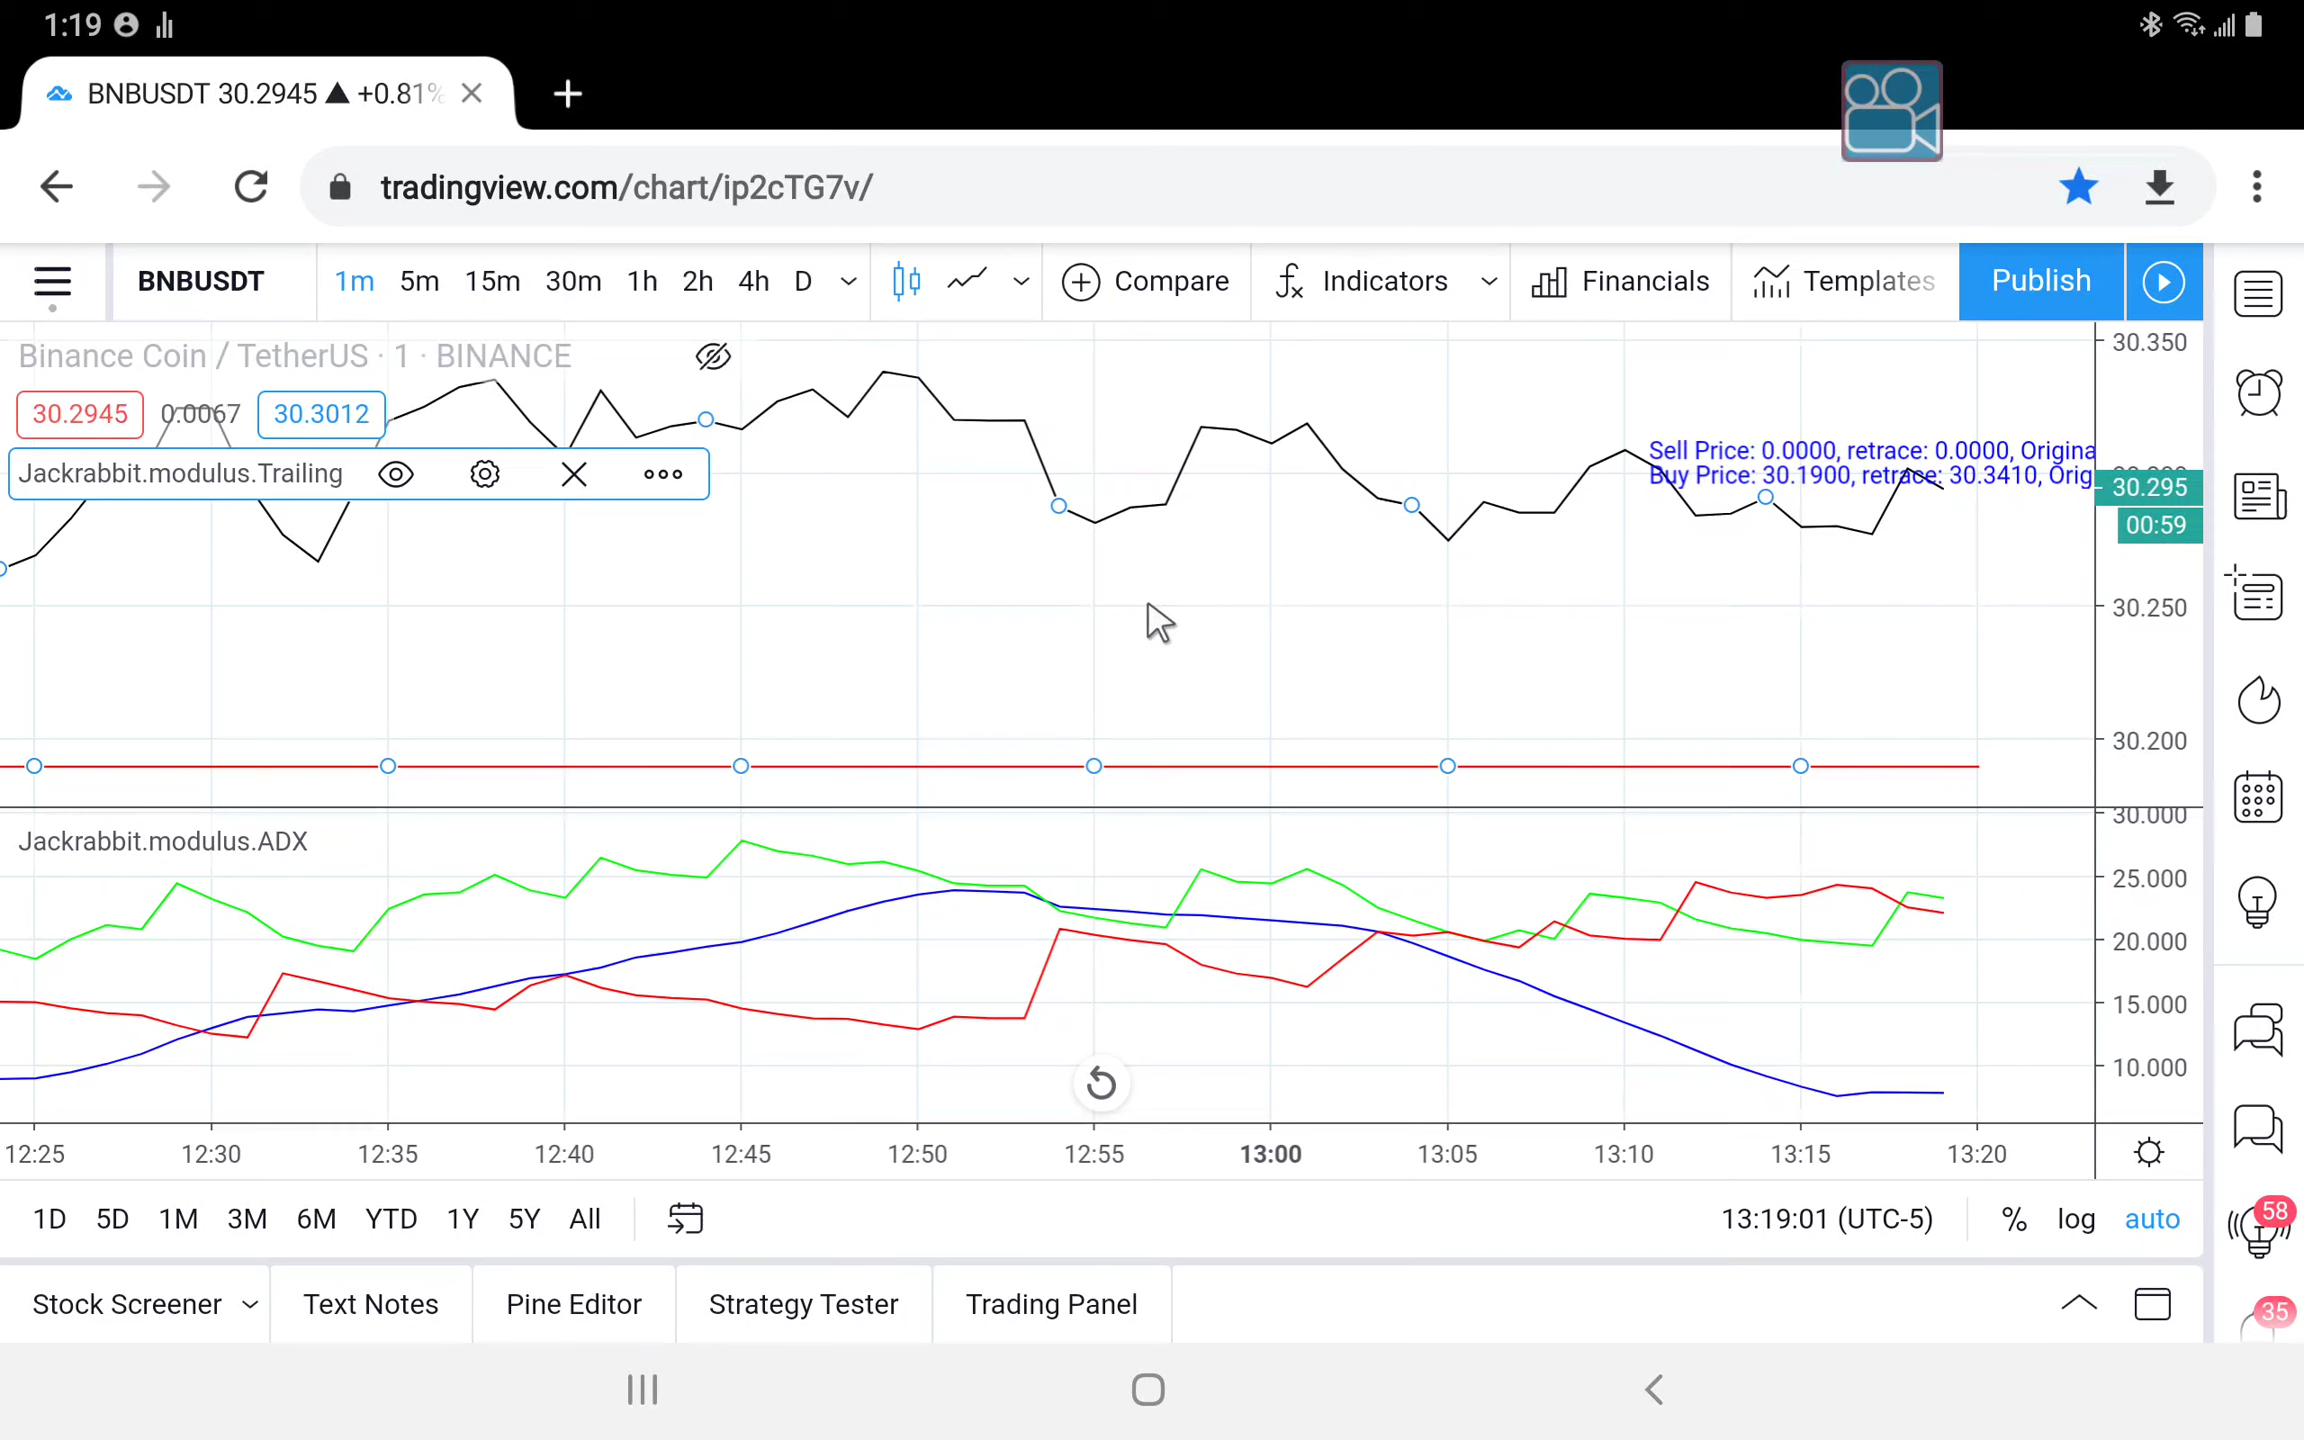 1:19
BNBUSDT 30.2945 ▲ +0.81%
tradingview.com/chart/ip2cTG7v/
BNBUSDT 1m 5m 15m 30m 1h 2h 4h D Compare Indicators Financials Templates Publish
Binance Coin / TetherUS · 1 · BINANCE
30.2945 0.0067 30.3012
Jackrabbit.modulus.Trailing
Sell Price: 0.0000, retrace: 0.0000, Origina
Buy Price: 30.1900, retrace: 30.3410, Orig
30.350
30.295
00:59
30.250
30.200
30.000
Jackrabbit.modulus.ADX
25.000
20.000
15.000
10.000
12:25 12:30 12:35 12:40 12:45 12:50 12:55 13:00 13:05 13:10 13:15 13:20
1D 5D 1M 3M 6M YTD 1Y 5Y All 13:19:01 (UTC-5) % log auto
58
Stock Screener Text Notes Pine Editor Strategy Tester Trading Panel
35